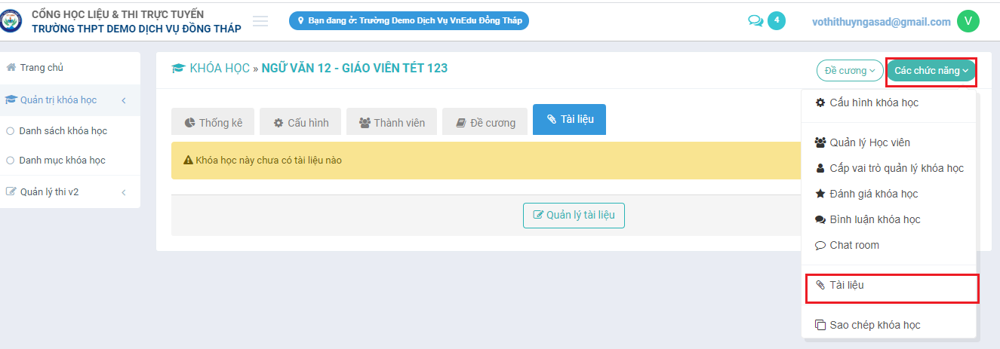 CỔNG HỌC LIỆU & THI TRỰC TUYẾN
TRƯỜNG THPT DEMO DỊCH VỤ ĐỒNG THÁP
Bạn đang ở: Trường Demo Dịch Vụ VnEdu Đồng Tháp
4
vothithuyngasad@gmail.com
V
Trang chủ
Quản trị khóa học
Danh sách khóa học
Danh mục khóa học
Quản lý thi v2
KHÓA HỌC » NGỮ VĂN 12 - GIÁO VIÊN TÉT 123
Đề cương
Các chức năng
Thống kê
Cấu hình
Thành viên
Đề cương
Tài liệu
Khóa học này chưa có tài liệu nào
Quản lý tài liệu
Cấu hình khóa học
Quản lý Học viên
Cấp vai trò quản lý khóa học
Đánh giá khóa học
Bình luận khóa học
Chat room
Tài liệu
Sao chép khóa học